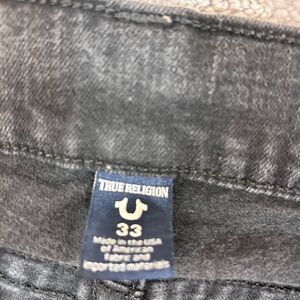 TRUE RELIGION
33
Made in the USA
of American
fabric and
imported materials